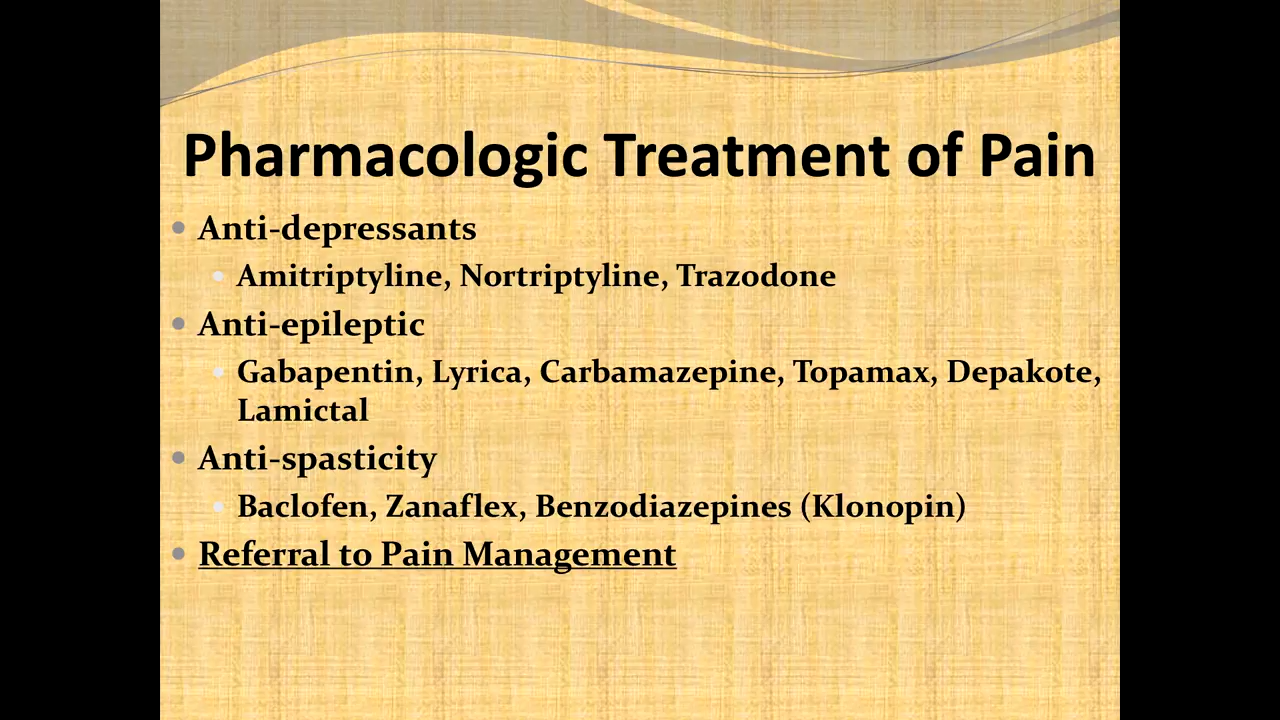 Pharmacologic Treatment of Pain
Anti-depressants
Amitriptyline, Nortriptyline, Trazodone
Anti-epileptic
Gabapentin, Lyrica, Carbamazepine, Topamax, Depakote,
Lamictal
Anti-spasticity
Baclofen, Zanaflex, Benzodiazepines (Klonopin)
Referral to Pain Management